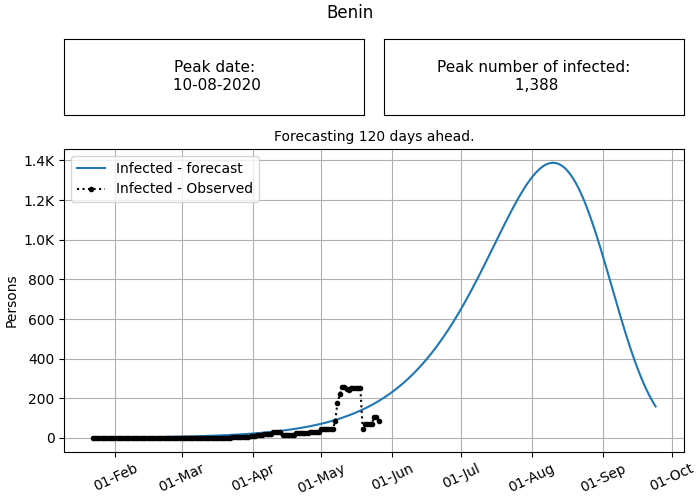 Benin
Peak date:
10-08-2020
Peak number of infected:
1,388
Forecasting 120 days ahead.
Infected - forecast
Infected - Observed
1.4K
1.2K
1.0K
800
600
400
200
0
Persons
01-Feb
01-Mar
01-Apr
01-May
01-Jun
01-Jul
01-Aug
01-Sep
01-Oct